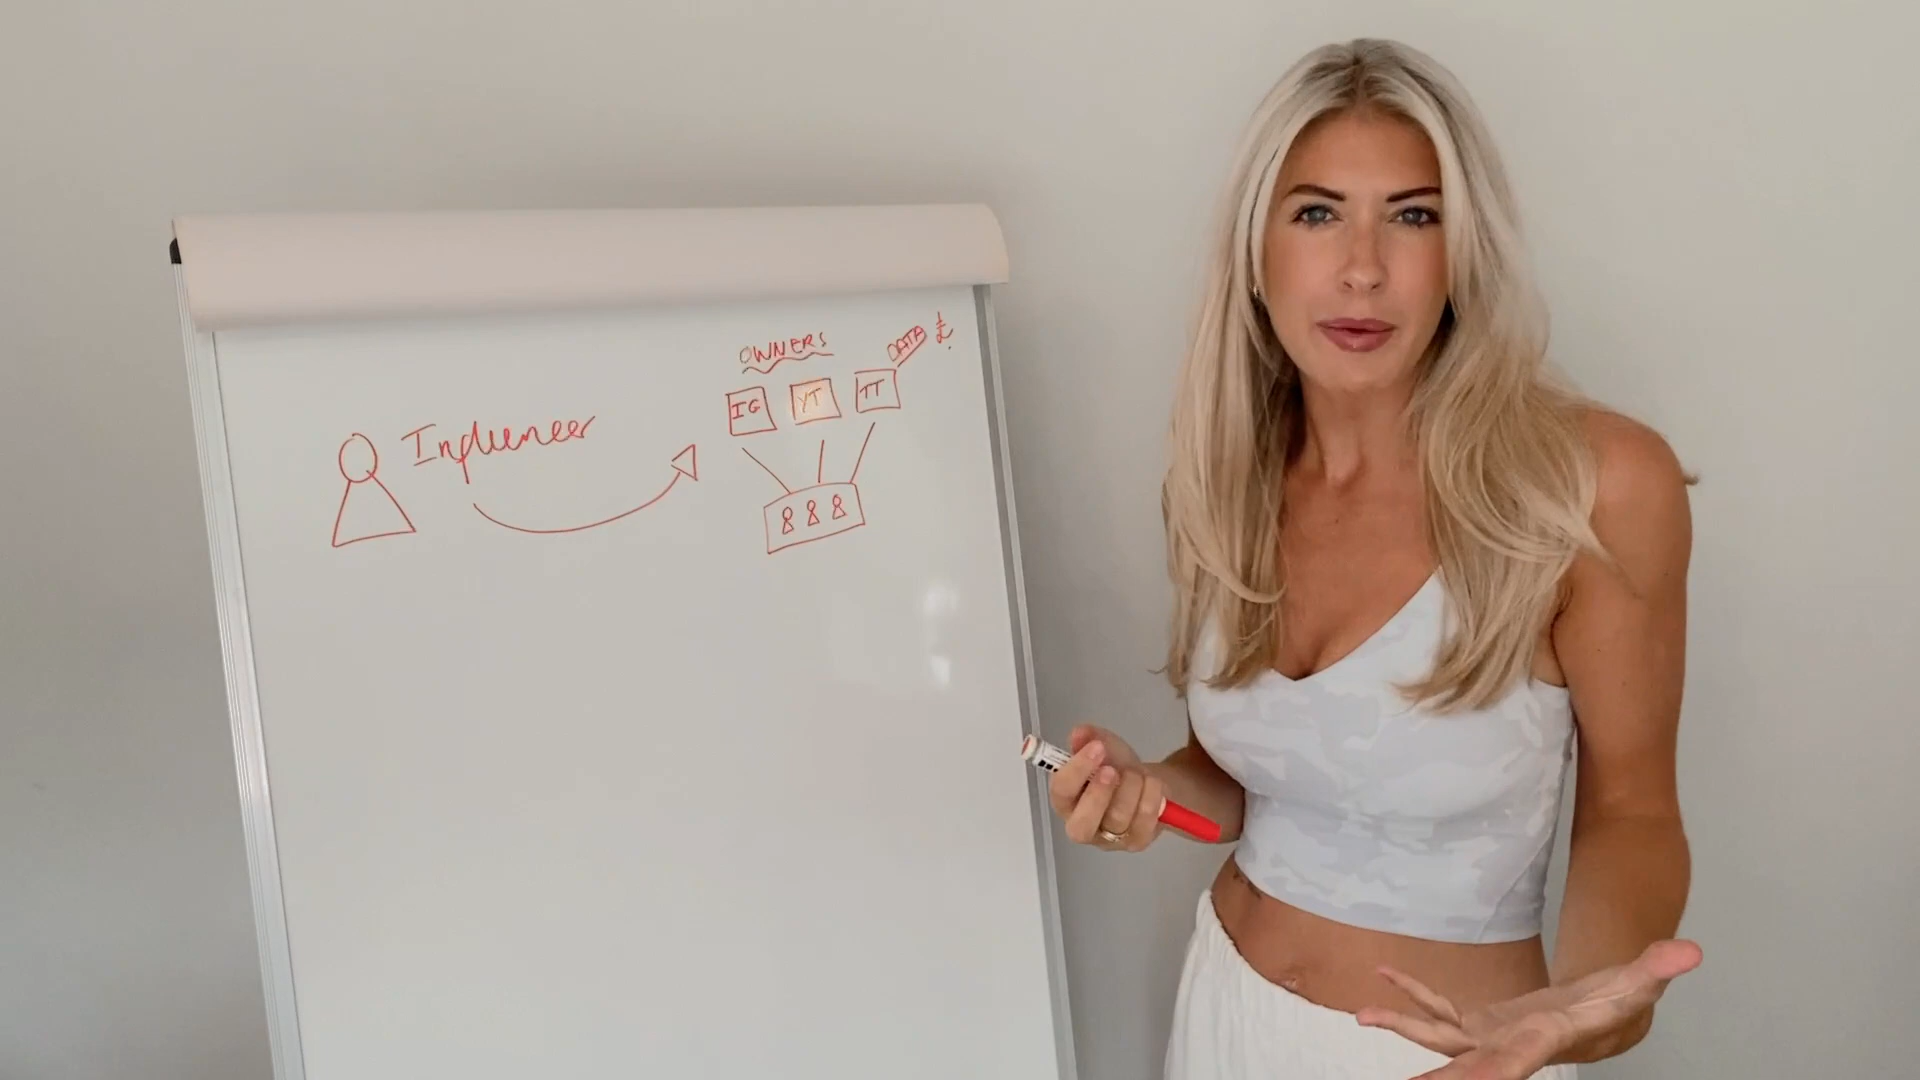 OWNERS
DATA £
IG YT TT
Influencer